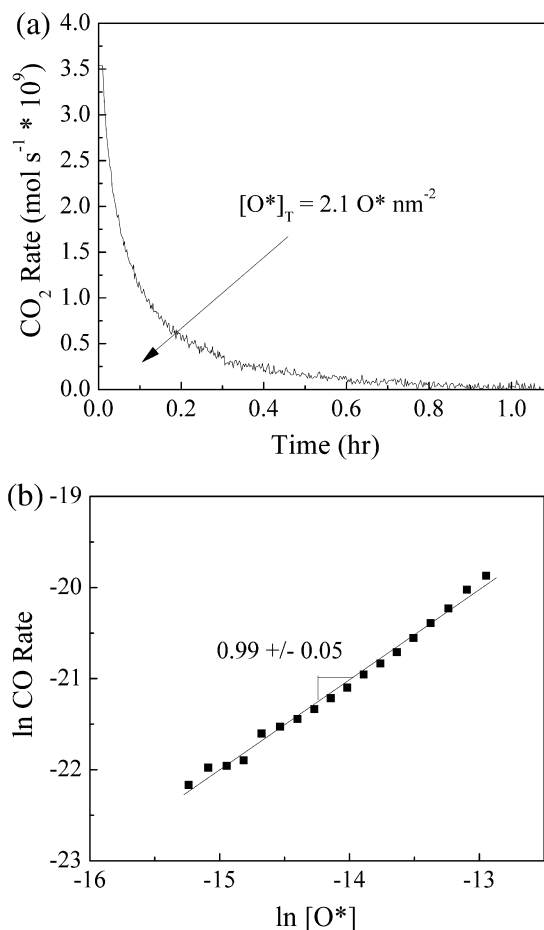 (a)
4.0
3.5
3.0
2.5
2.0
1.5
1.0
0.5
0.0
CO₂ Rate (mol s⁻¹ * 10⁹)
[O*]_T = 2.1 O* nm⁻²
0.0 0.2 0.4 0.6 0.8 1.0
Time (hr)
(b)
-19
-20
-21
-22
-23
ln CO Rate
0.99 +/- 0.05
-16 -15 -14 -13
ln [O*]